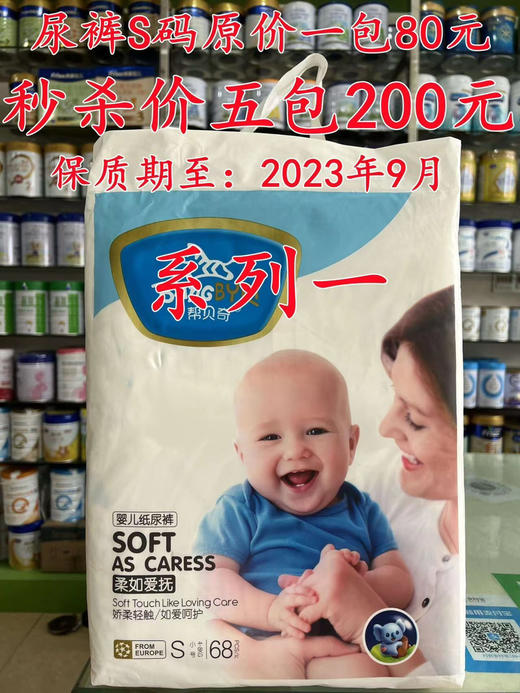 尿裤S码原价一包80元
秒杀价五包200元
保质期至：2023年9月
系列一
帮贝奇
婴儿纸尿裤
SOFT
AS CARESS
柔如爱抚
Soft Touch Like Loving Care
娇柔轻触/如爱呵护
FROM
EUROPE
S
小号
68